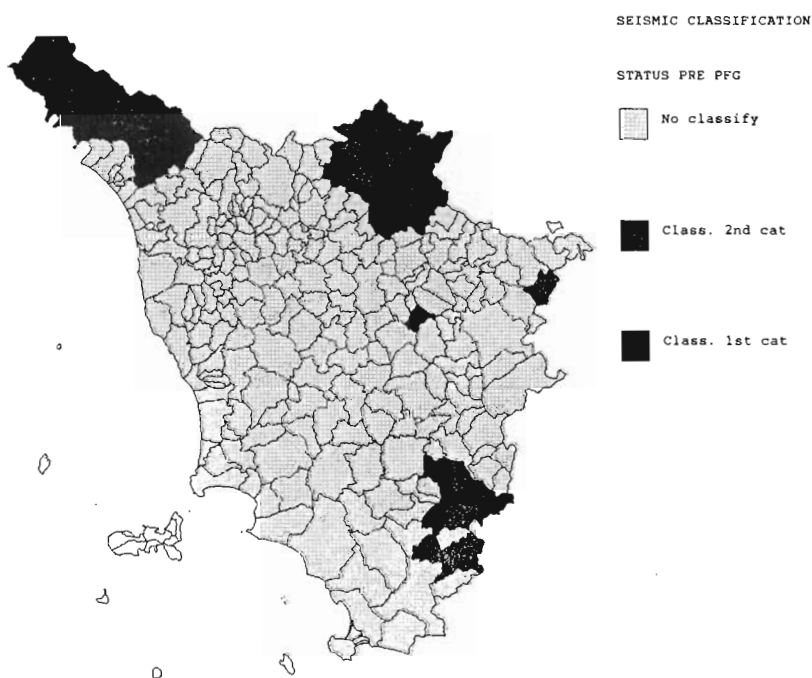 SEISMIC CLASSIFICATION
STATUS PRE PFG
No classify
Class. 2nd cat
Class. 1st cat